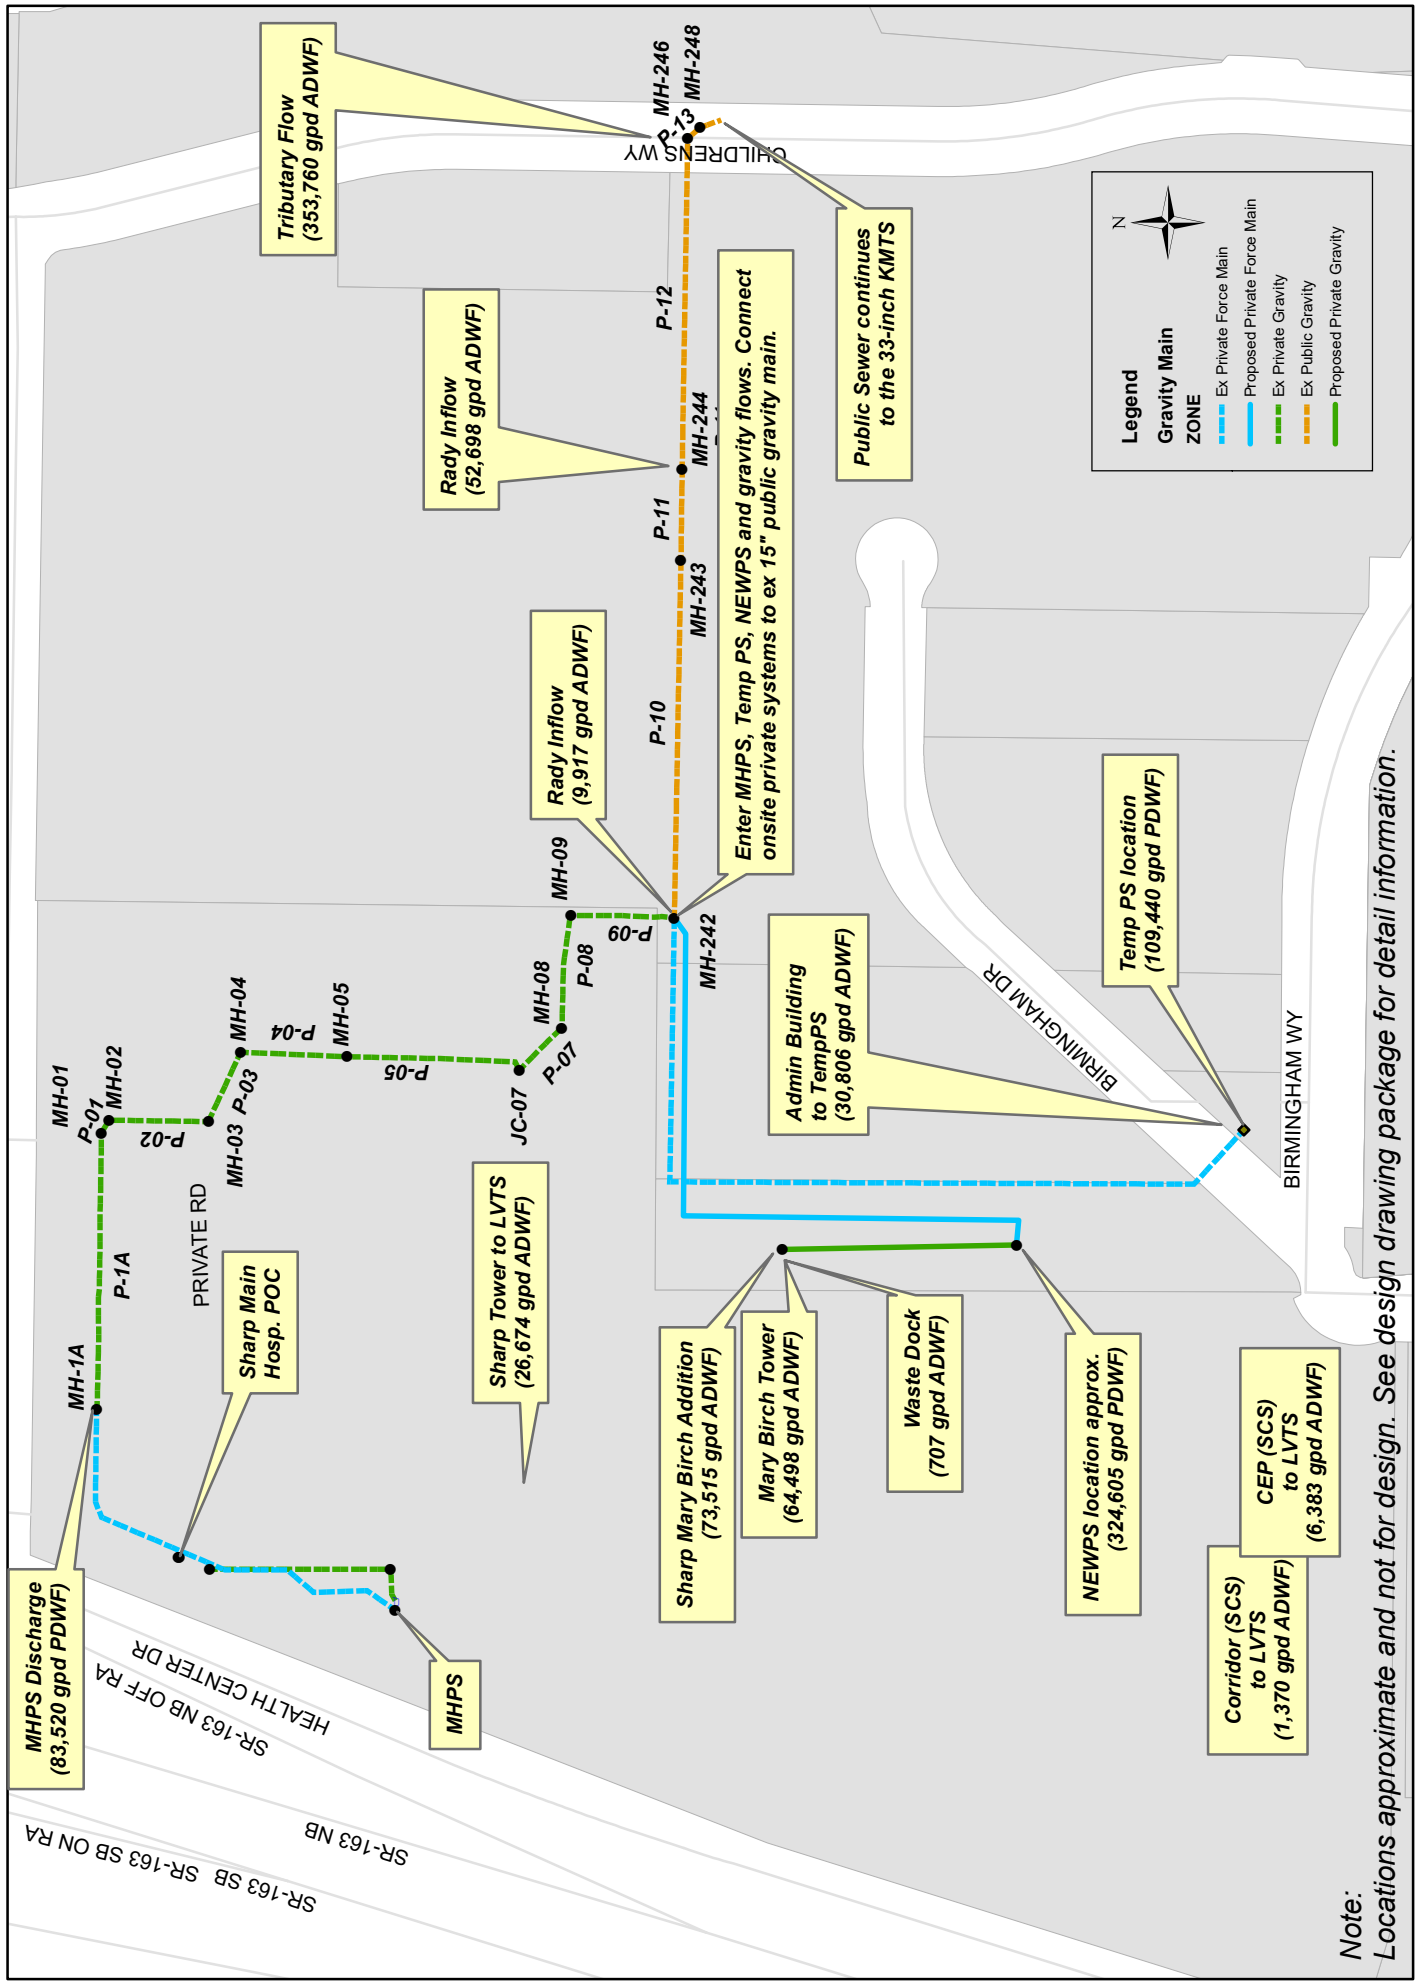 MHPS Discharge
(83,520 gpd PDWF)
MH-1A
P-1A
MH-01
P-01
MH-02
P-02
MH-03
P-03
MH-04
P-04
MH-05
P-05
JC-07
P-07
MH-08
P-08
MH-09
P-09
MH-242
PRIVATE RD
Sharp Main
Hosp. POC
MHPS
Sharp Tower to LVTS
(26,674 gpd ADWF)
Tributary Flow
(353,760 gpd ADWF)
Rady Inflow
(52,698 gpd ADWF)
Rady Inflow
(9,917 gpd ADWF)
P-10
MH-243
P-11
MH-244
P-12
P-13
MH-246
MH-248
CHILDRENS WY
Enter MHPS, Temp PS, NEWPS and gravity flows. Connect
onsite private systems to ex 15" public gravity main.
Public Sewer continues
to the 33-inch KMTS
Sharp Mary Birch Addition
(73,515 gpd ADWF)
Mary Birch Tower
(64,498 gpd ADWF)
Waste Dock
(707 gpd ADWF)
NEWPS location approx.
(324,605 gpd PDWF)
Admin Building
to TempPS
(30,806 gpd ADWF)
Temp PS location
(109,440 gpd PDWF)
Corridor (SCS)
to LVTS
(1,370 gpd ADWF)
CEP (SCS)
to LVTS
(6,383 gpd ADWF)
BIRMINGHAM DR
BIRMINGHAM WY
HEALTH CENTER DR
SR-163 NB OFF RA
SR-163 NB
SR-163 SB
SR-163 SB
SR-163 SB ON RA
Legend
N
Gravity Main
ZONE
Ex Private Force Main
Proposed Private Force Main
Ex Private Gravity
Ex Public Gravity
Proposed Private Gravity
Note:
Locations approximate and not for design. See design drawing package for detail information.